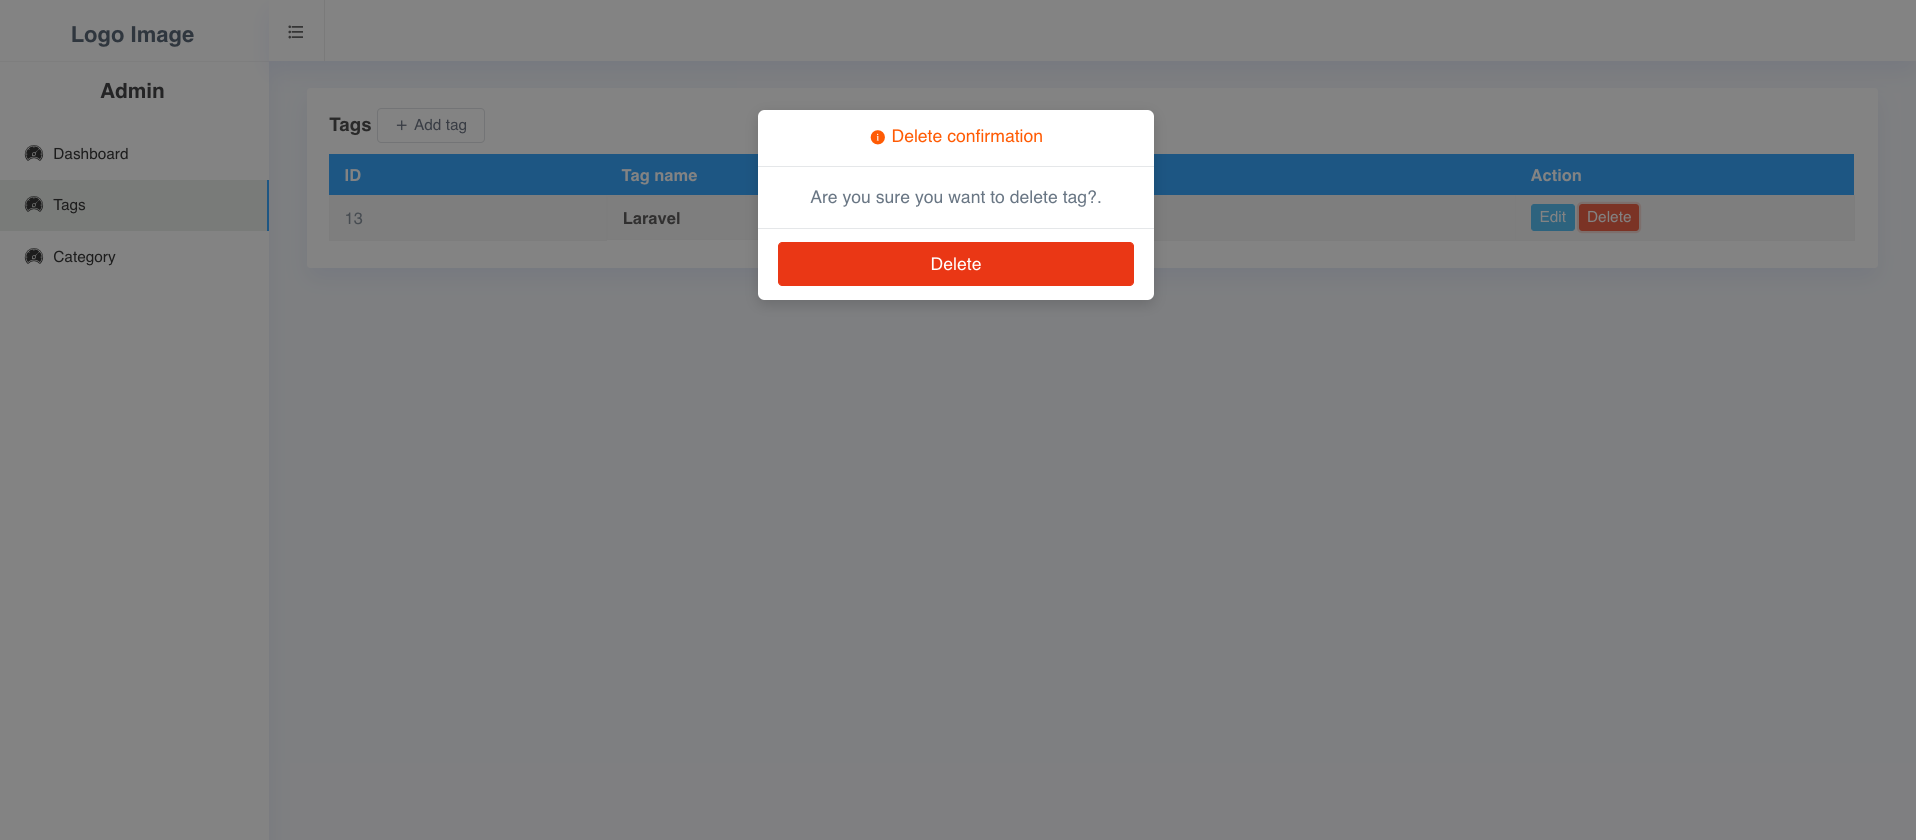 Logo Image
Admin
Dashboard
Tags
Category
Tags + Add tag
ID Tag name Action
13 Laravel Edit Delete
Delete confirmation
Are you sure you want to delete tag?.
Delete